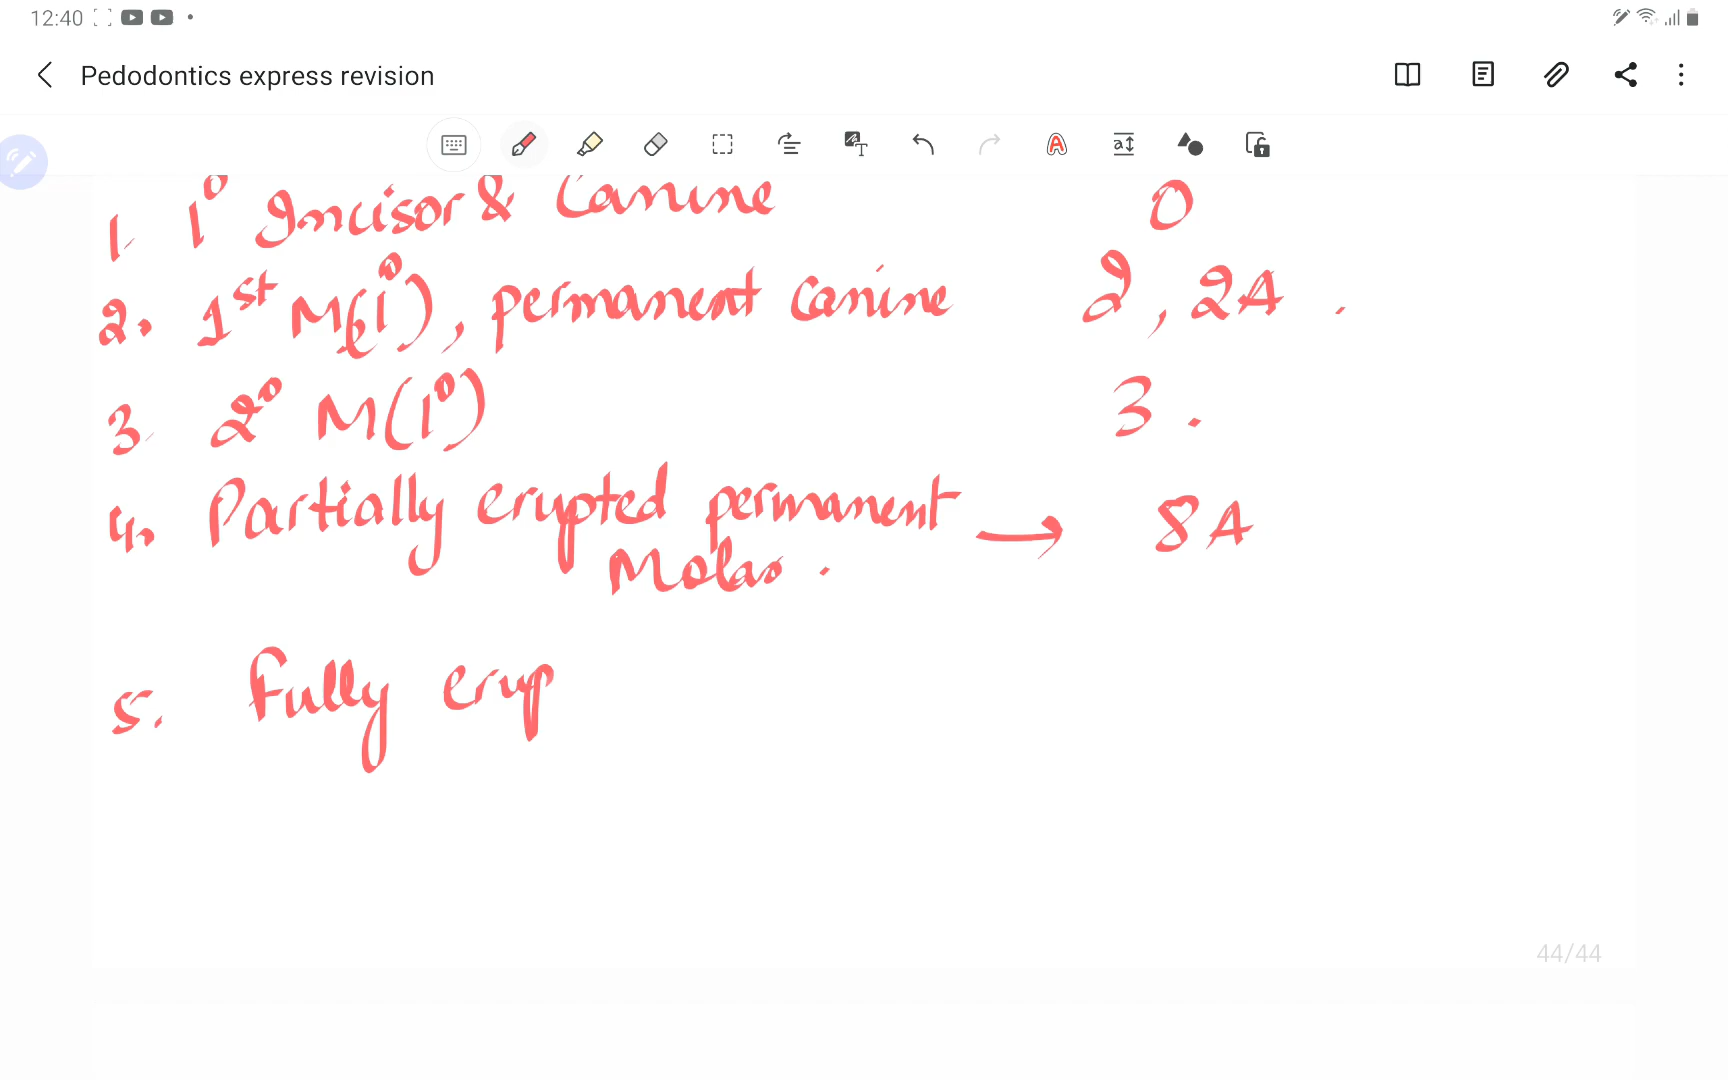 12:40
Pedodontics express revision
1. 1° Incisor & Canine 0
2. 1st M(1°), permanent canine 2, 2A.
3. 2° M(1°) 3.
4. Partially erupted permanent → 8A
Molar.
5. Fully erup
44/44